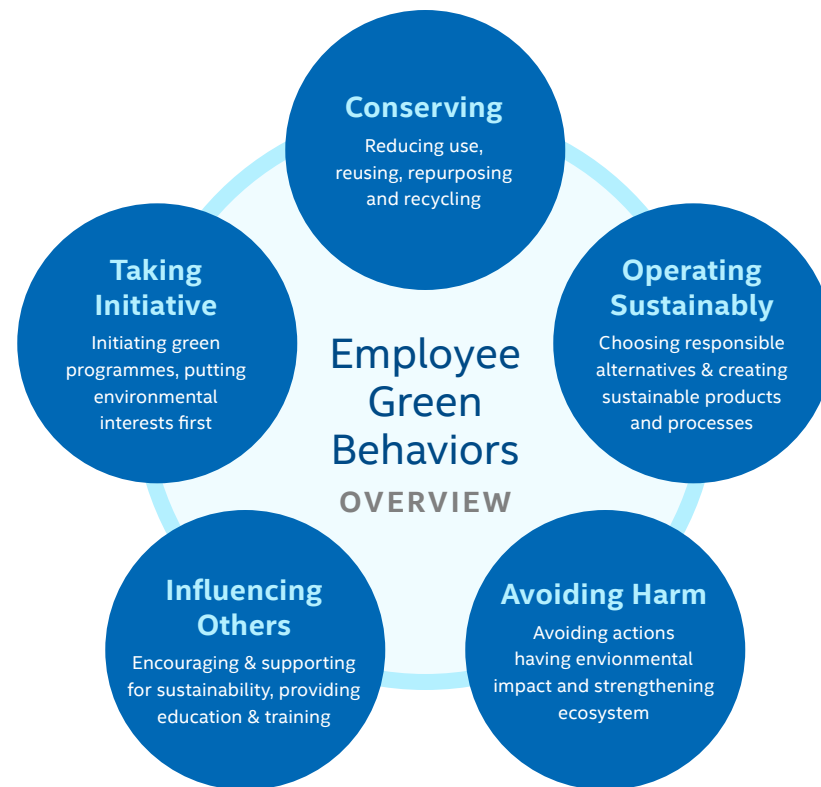 Conserving
Reducing use,
reusing, repurposing
and recycling
Operating
Sustainably
Choosing responsible
alternatives & creating
sustainable products
and processes
Avoiding Harm
Avoiding actions
having envionmental
impact and strengthening
ecosystem
Influencing
Others
Encouraging & supporting
for sustainability, providing
education & training
Taking
Initiative
Initiating green
programmes, putting
environmental
interests first
Employee
Green
Behaviors
OVERVIEW